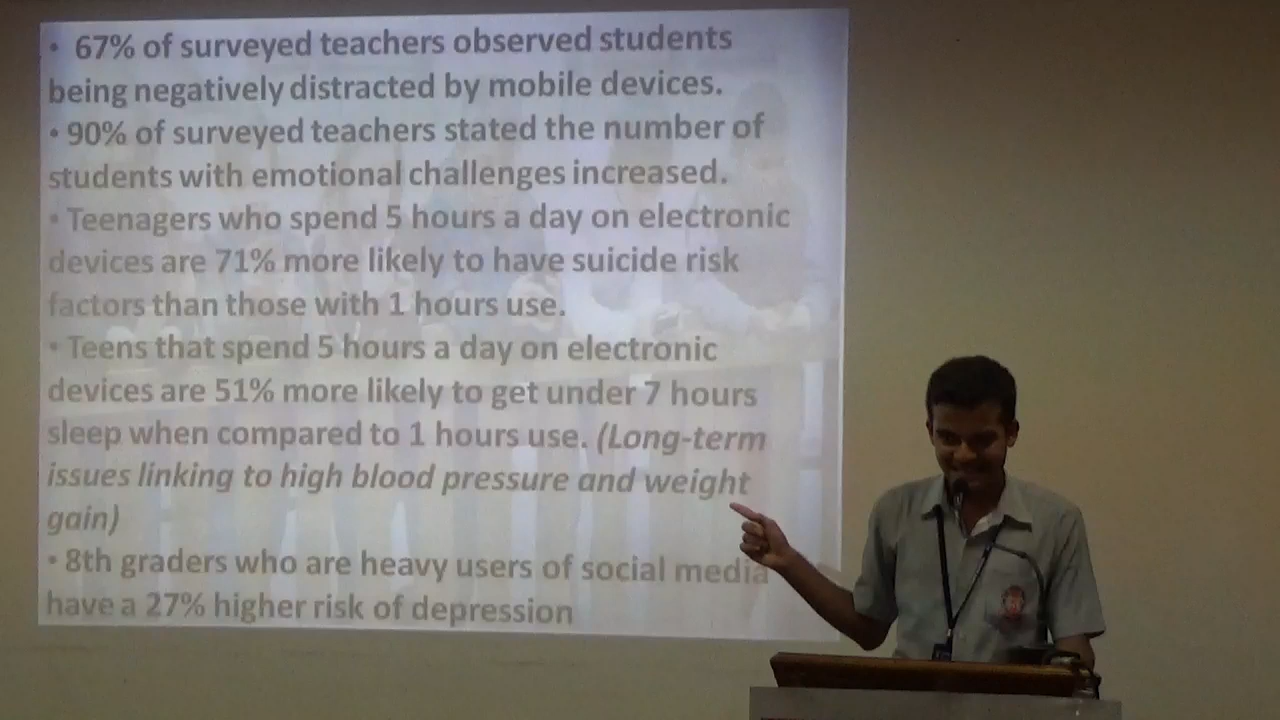 • 67% of surveyed teachers observed students
being negatively distracted by mobile devices.
• 90% of surveyed teachers stated the number of
students with emotional challenges increased.
• Teenagers who spend 5 hours a day on electronic
devices are 71% more likely to have suicide risk
factors than those with 1 hours use.
• Teens that spend 5 hours a day on electronic
devices are 51% more likely to get under 7 hours
sleep when compared to 1 hours use. (Long-term
issues linking to high blood pressure and weight
gain)
• 8th graders who are heavy users of social media
have a 27% higher risk of depression